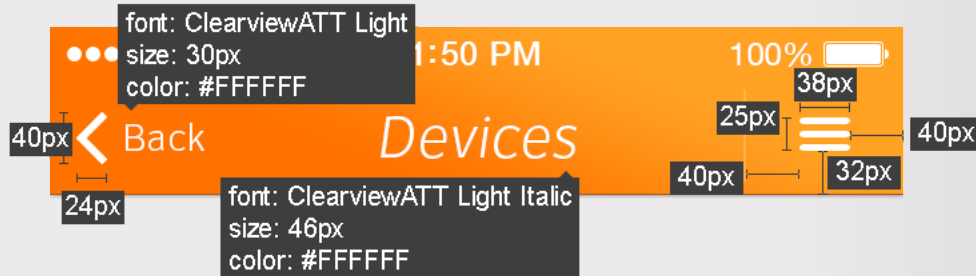 font: ClearviewATT Light
size: 30px
color: #FFFFFF
:50 PM
100%
38px
25px
40px
Back
Devices
40px
40px
32px
24px
font: ClearviewATT Light Italic
size: 46px
color: #FFFFFF